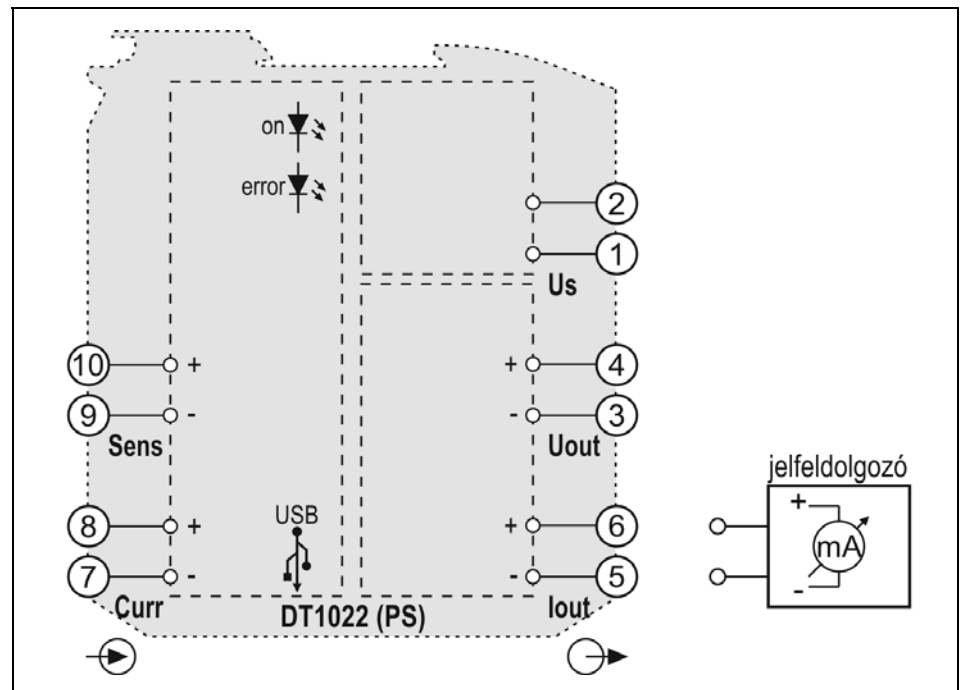 on
error
2
1
Us
10 +
9 -
Sens
+ 4
- 3
Uout
8 +
7 -
Curr
USB
+ 6
- 5
Iout
DT1022 (PS)
jelfeldolgozó
+
mA
-